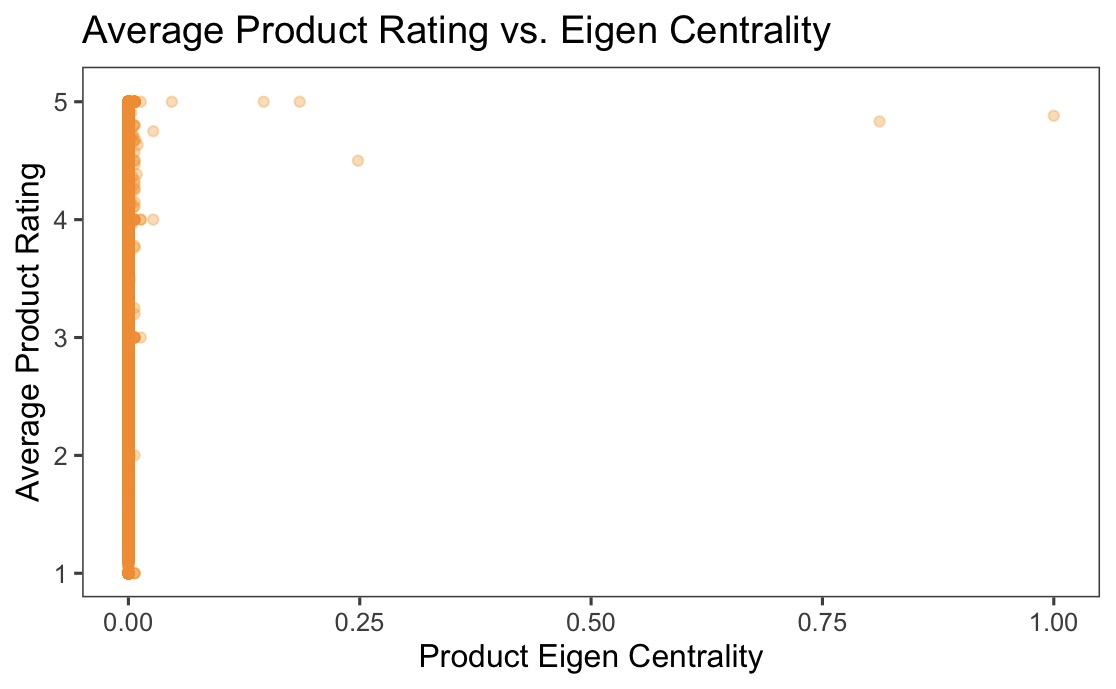 Average Product Rating vs. Eigen Centrality
Average Product Rating
5
4
3
2
1
0.00 0.25 0.50 0.75 1.00
Product Eigen Centrality